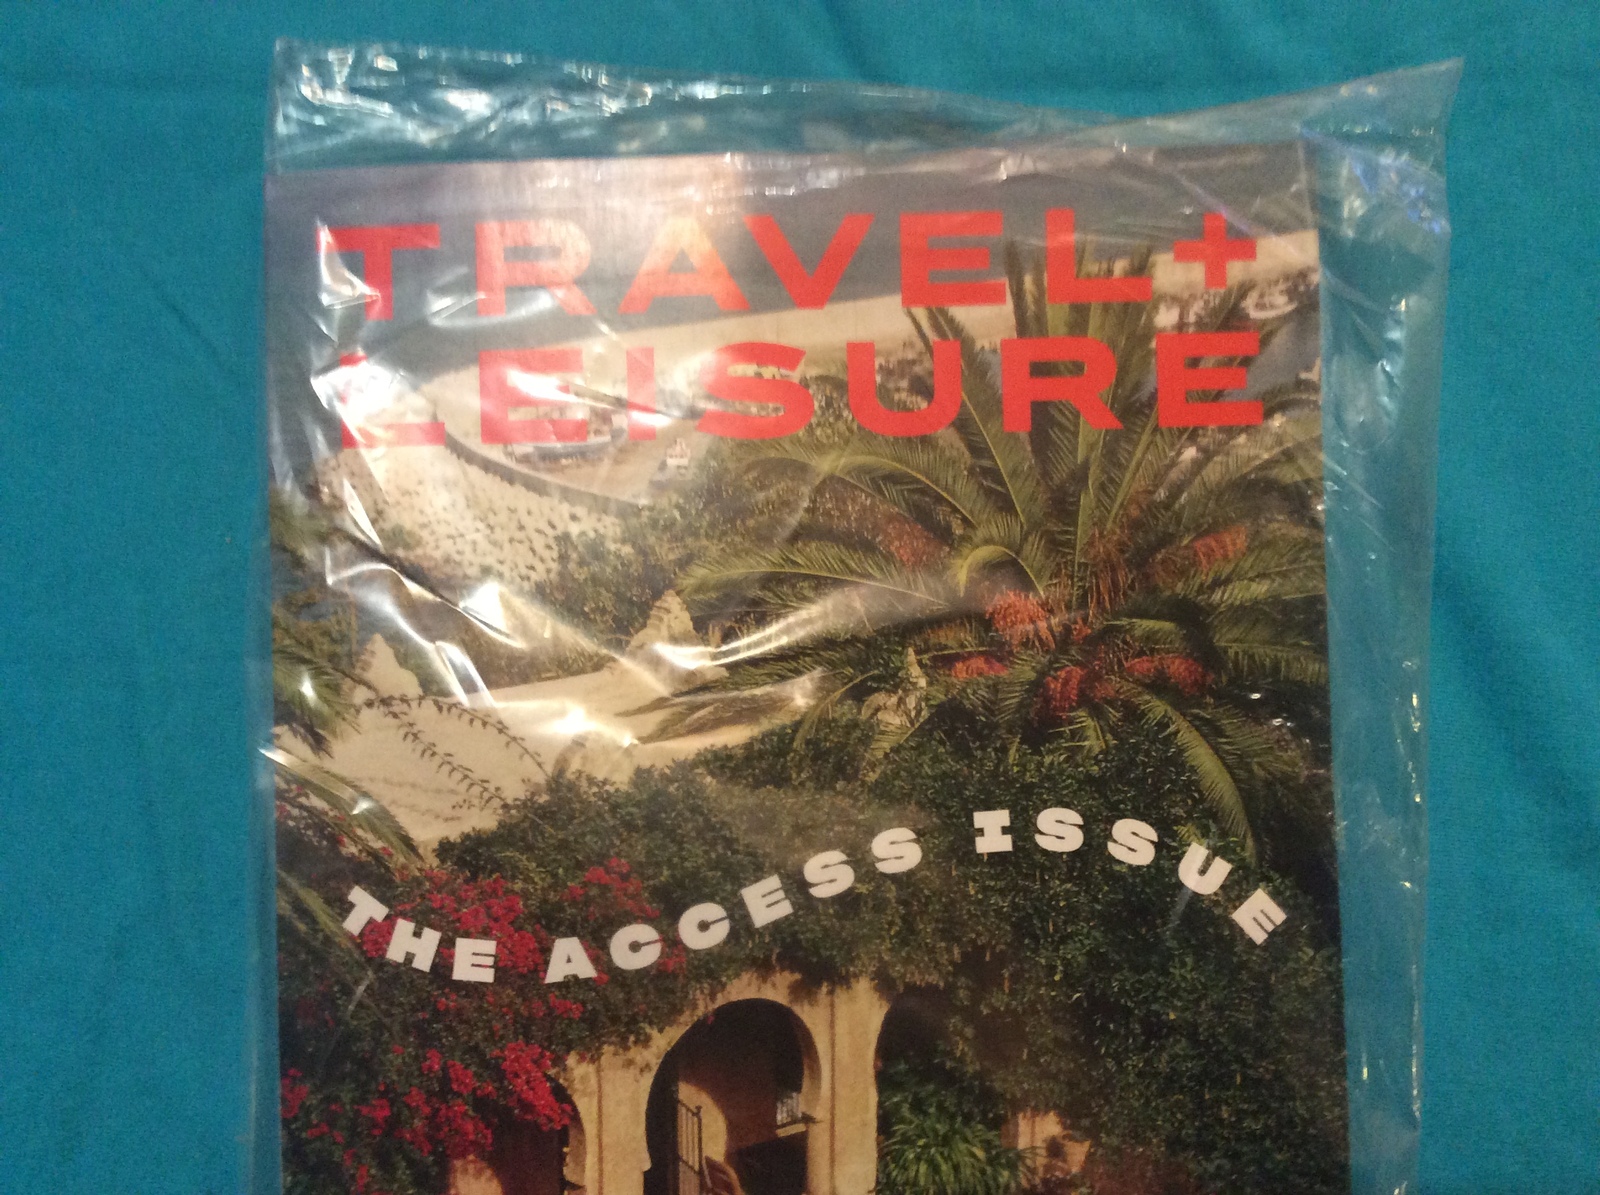 TRAVEL+
LEISURE
THE ACCESS ISSUE